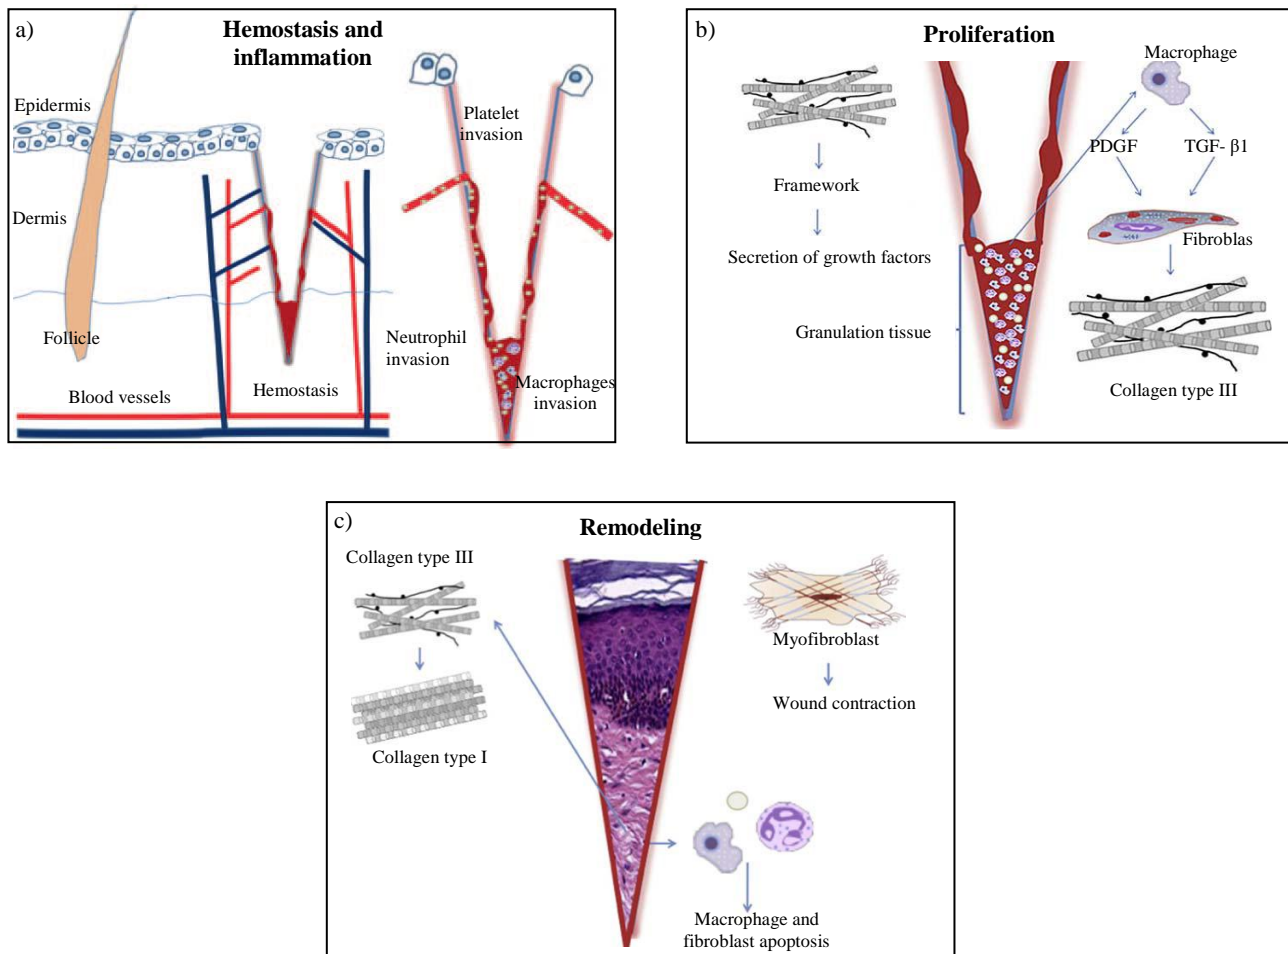 a)
Hemostasis and
inflammation
Epidermis
Dermis
Follicle
Blood vessels
Hemostasis
Platelet
invasion
Neutrophil
invasion
Macrophages
invasion
b)
Proliferation
Framework
Secretion of growth factors
Granulation tissue
Macrophage
PDGF
TGF- β1
Fibroblas
Collagen type III
c)
Remodeling
Collagen type III
Collagen type I
Myofibroblast
Wound contraction
Macrophage and
fibroblast apoptosis